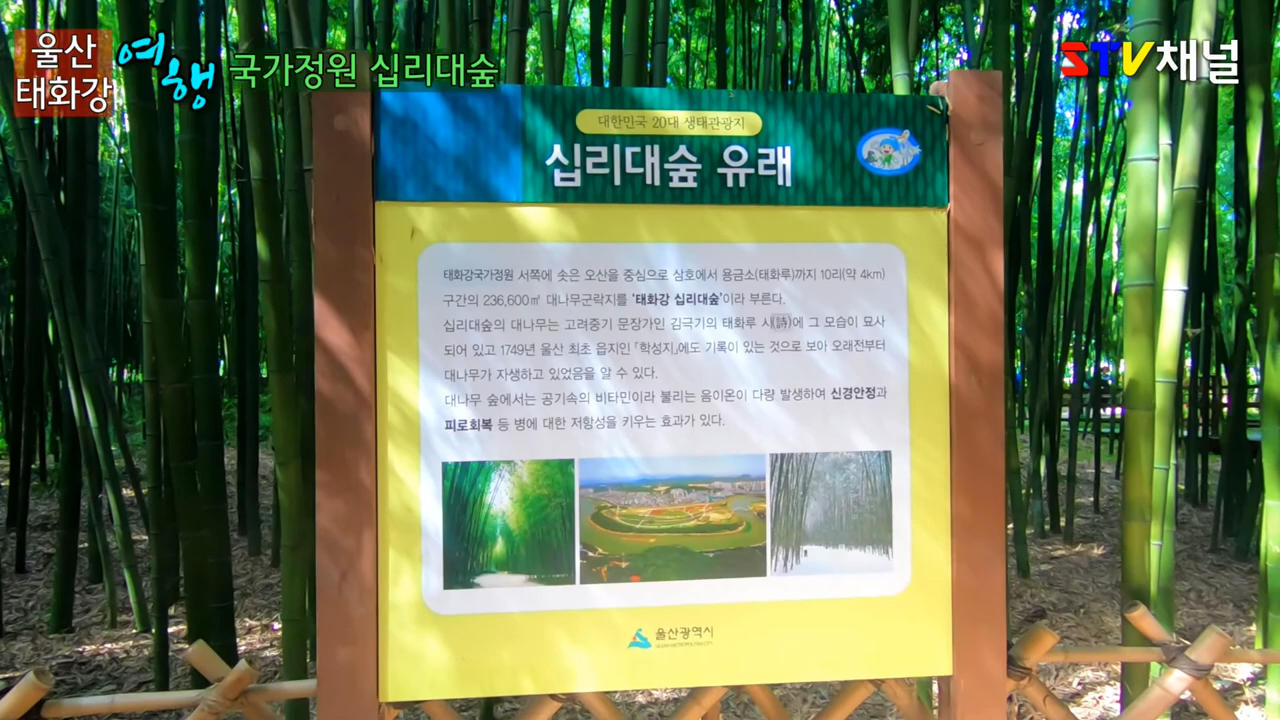 울산
태화강
여행
국가정원 십리대숲
STV채널
대한민국 20대 생태관광지
십리대숲 유래
태화강국가정원 서쪽에 솟은 오산을 중심으로 삼호에서 용금소(태화루)까지 10리(약 4km)
구간의 236,600㎡ 대나무군락지를 '태화강 십리대숲'이라 부른다.
십리대숲의 대나무는 고려중기 문장가인 김극기의 태화루 시(詩)에 그 모습이 묘사
되어 있고 1749년 울산 최초 읍지인 「학성지」에도 기록이 있는 것으로 보아 오래전부터
대나무가 자생하고 있었음을 알 수 있다.
대나무 숲에서는 공기속의 비타민이라 불리는 음이온이 다량 발생하여 신경안정과
피로회복 등 병에 대한 저항성을 키우는 효과가 있다.
울산광역시
ULSAN METROPOLITAN CITY